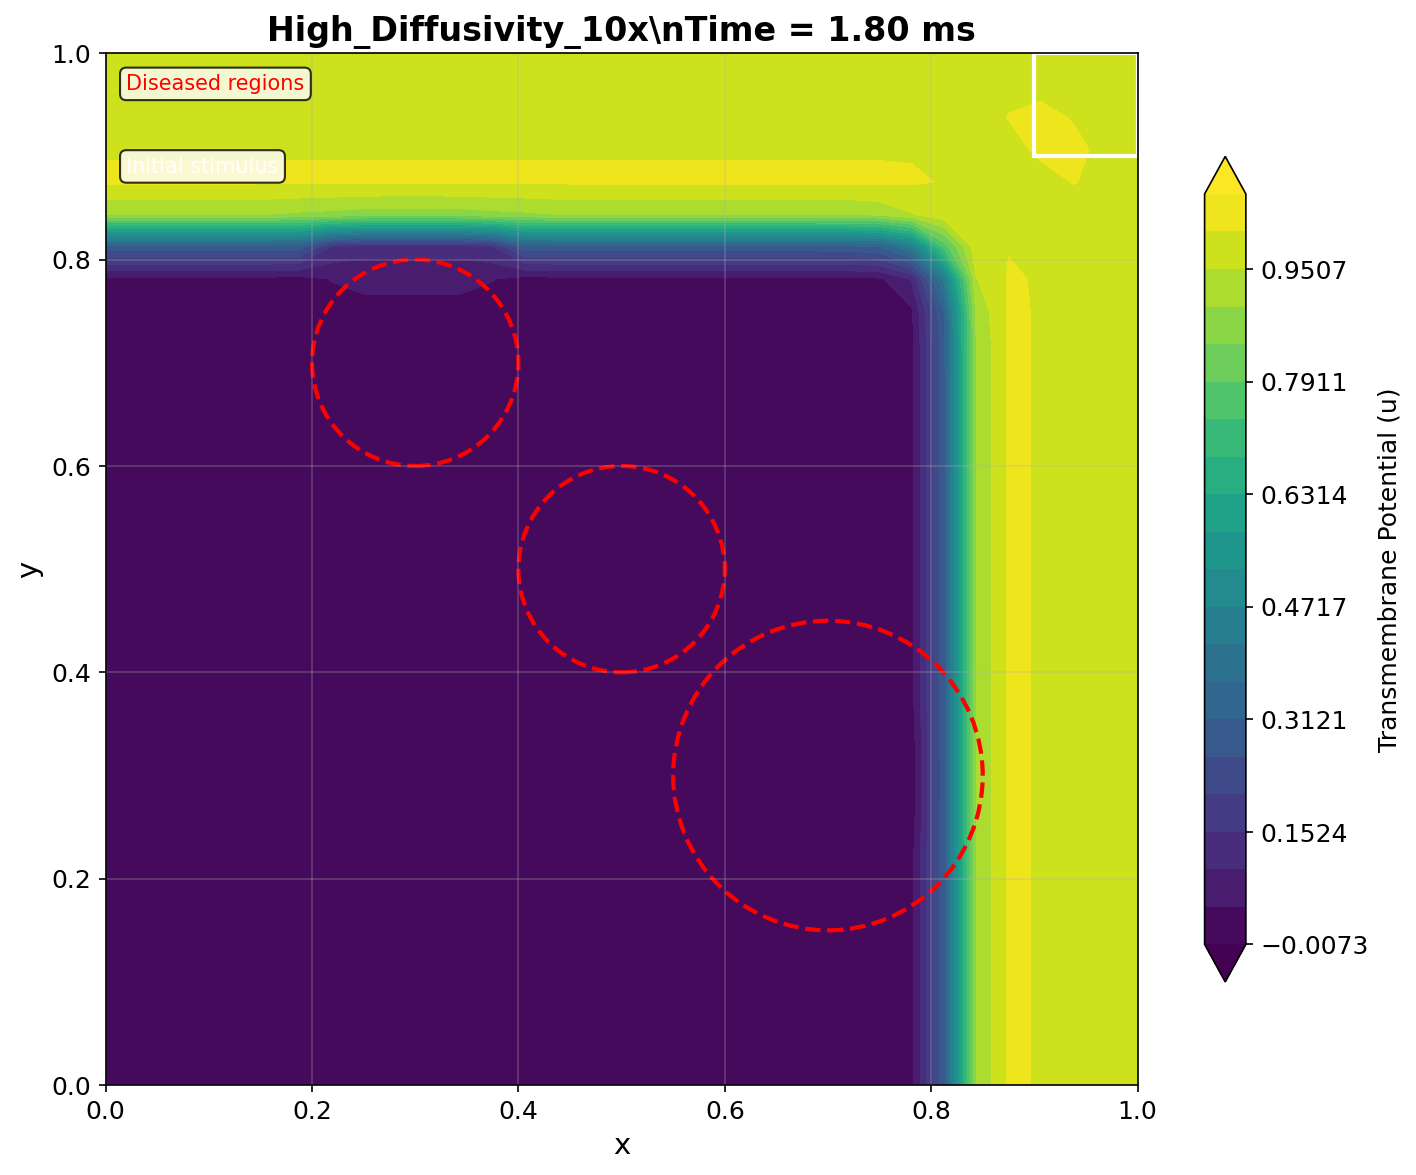 High_Diffusivity_10x\nTime = 1.80 ms
1.0
Diseased regions
Initial stimulus
0.8
0.6
y
0.4
0.2
0.0
0.0 0.2 0.4 0.6 0.8 1.0
x
0.9507
0.7911
0.6314
0.4717
0.3121
0.1524
−0.0073
Transmembrane Potential (u)